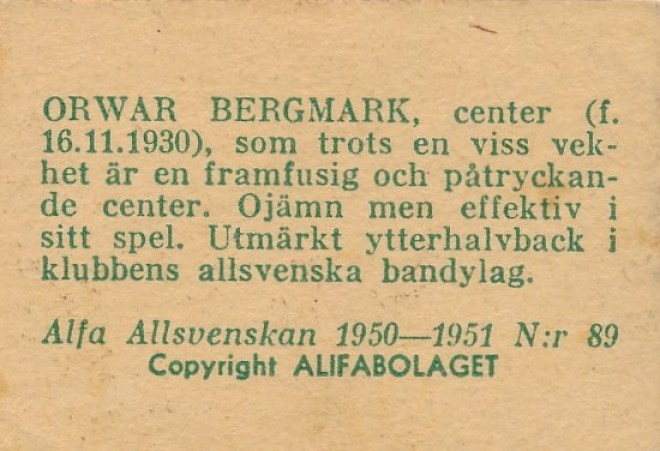 ORWAR BERGMARK, center (f.
16.11.1930), som trots en viss vek-
het är en framfusig och påtryckan-
de center. Ojämn men effektiv i
sitt spel. Utmärkt ytterhalvback i
klubbens allsvenska bandylag.
Alfa Allsvenskan 1950—1951 N:r 89
Copyright ALIFABOLAGET